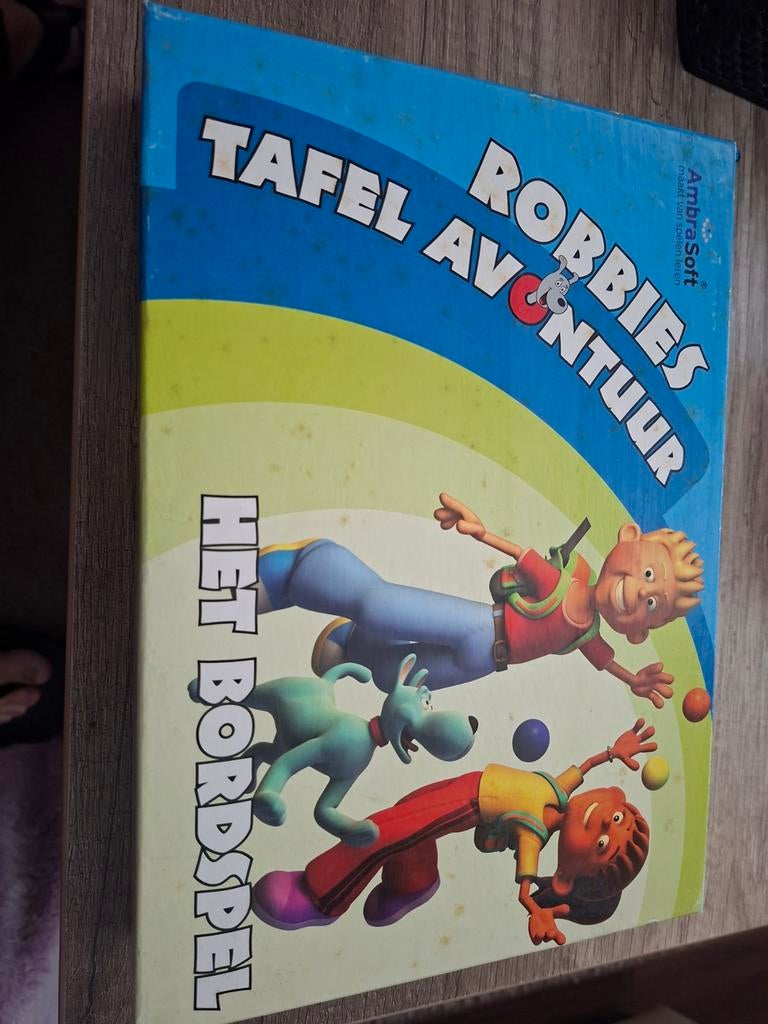 AmbraSoft®
maakt van spelen leren
ROBBIES
TAFEL AVONTUUR
HET BORDSPEL